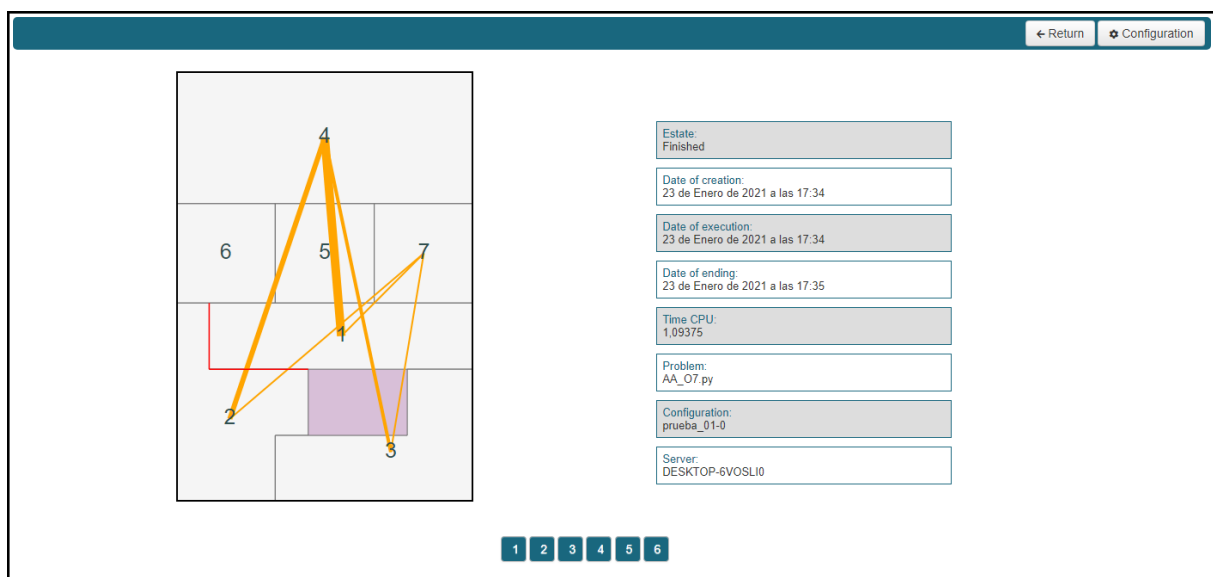 Return
Configuration
4
6
5
7
1
2
3
Estate:
Finished
Date of creation:
23 de Enero de 2021 a las 17:34
Date of execution:
23 de Enero de 2021 a las 17:34
Date of ending:
23 de Enero de 2021 a las 17:35
Time CPU:
1,09375
Problem:
AA_O7.py
Configuration:
prueba_01-0
Server:
DESKTOP-6VOSLI0
1 2 3 4 5 6